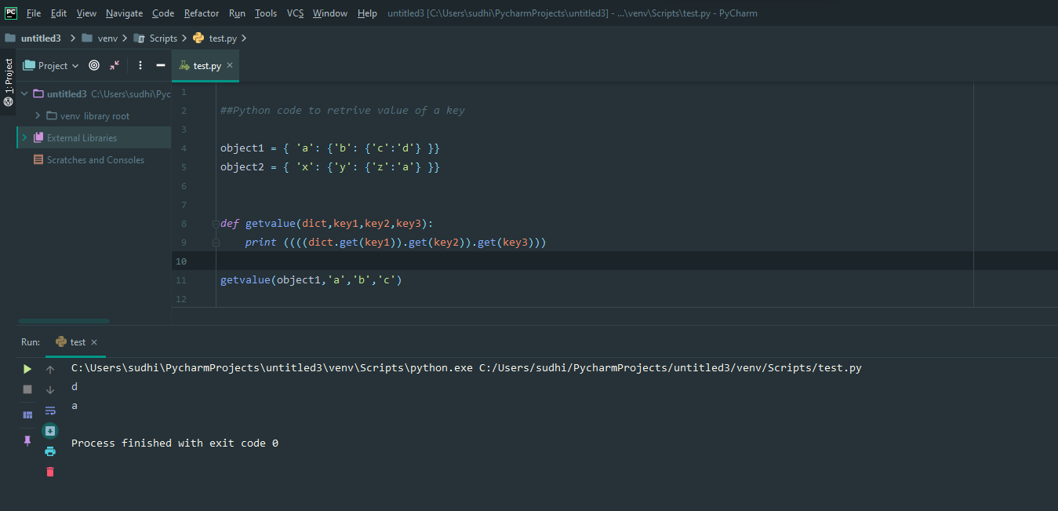 PC File Edit View Navigate Code Refactor Run Tools VCS Window Help untitled3 [C:\Users\sudhi\PycharmProjects\untitled3] - ...\venv\Scripts\test.py - PyCharm
untitled3 venv Scripts test.py
1: Project
Project test.py
untitled3 C:\Users\sudhi\Pyc
venv library root
External Libraries
Scratches and Consoles
1
2 ##Python code to retrive value of a key
3
4 object1 = { 'a': {'b': {'c':'d'} }}
5 object2 = { 'x': {'y': {'z':'a'} }}
6
7
8 def getvalue(dict,key1,key2,key3):
9 print ((((dict.get(key1)).get(key2)).get(key3)))
10
11 getvalue(object1,'a','b','c')
12
Run: test
C:\Users\sudhi\PycharmProjects\untitled3\venv\Scripts\python.exe C:/Users/sudhi/PycharmProjects/untitled3/venv/Scripts/test.py
d
a
Process finished with exit code 0